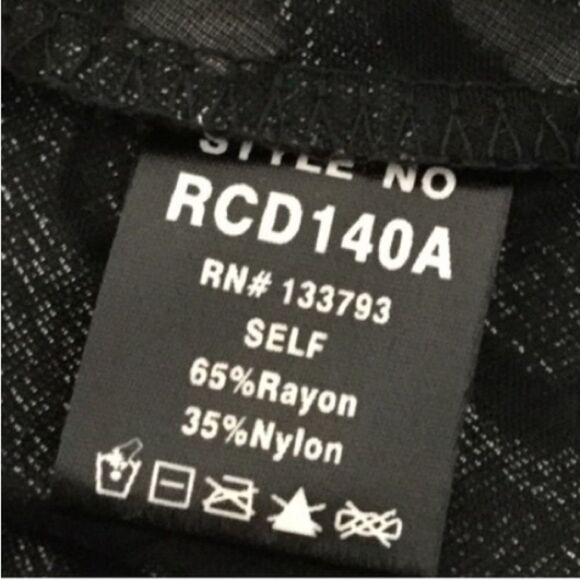 STYLE NO
RCD140A
RN# 133793
SELF
65%Rayon
35%Nylon